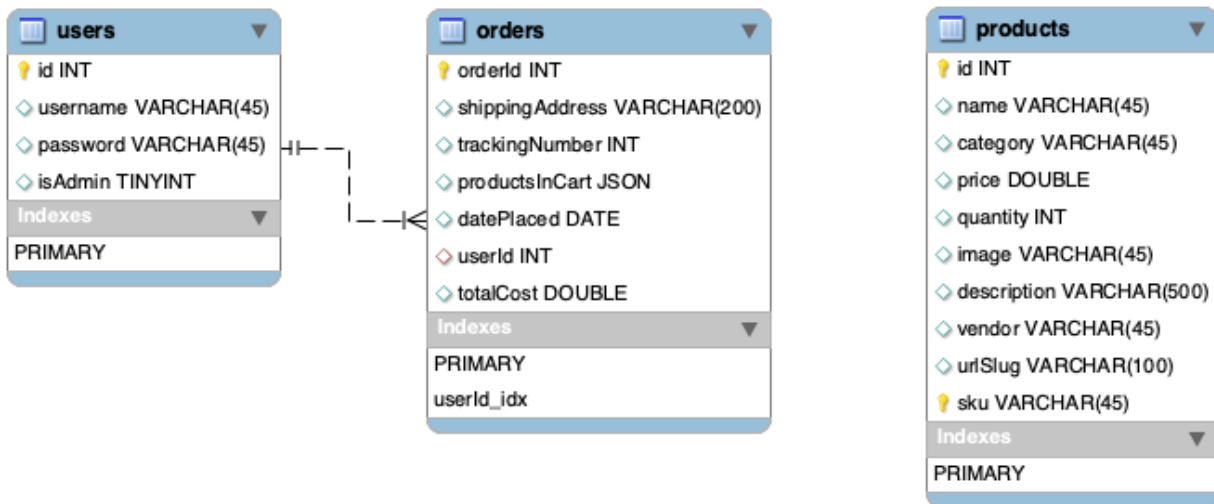 users
id INT
username VARCHAR(45)
password VARCHAR(45)
isAdmin TINYINT
Indexes
PRIMARY
orders
orderId INT
shippingAddress VARCHAR(200)
trackingNumber INT
productsInCart JSON
datePlaced DATE
userId INT
totalCost DOUBLE
Indexes
PRIMARY
userId_idx
products
id INT
name VARCHAR(45)
category VARCHAR(45)
price DOUBLE
quantity INT
image VARCHAR(45)
description VARCHAR(500)
vendor VARCHAR(45)
urlSlug VARCHAR(100)
sku VARCHAR(45)
Indexes
PRIMARY